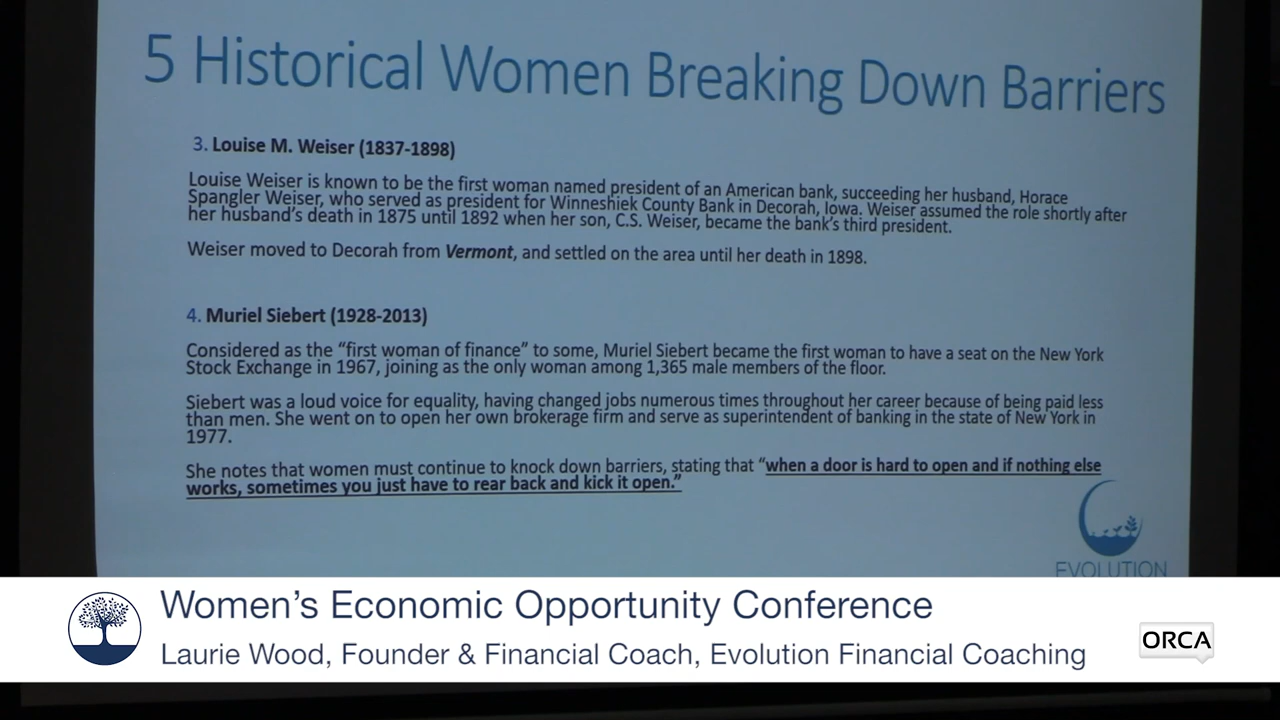 5 Historical Women Breaking Down Barriers
3. Louise M. Weiser (1837-1898)
Louise Weiser is known to be the first woman named president of an American bank, succeeding her husband, Horace
Spangler Weiser, who served as president for Winneshiek County Bank in Decorah, Iowa. Weiser assumed the role shortly after
her husband's death in 1875 until 1892 when her son, C.S. Weiser, became the bank's third president.
Weiser moved to Decorah from Vermont, and settled on the area until her death in 1898.
4. Muriel Siebert (1928-2013)
Considered as the “first woman of finance” to some, Muriel Siebert became the first woman to have a seat on the New York
Stock Exchange in 1967, joining as the only woman among 1,365 male members of the floor.
Siebert was a loud voice for equality, having changed jobs numerous times throughout her career because of being paid less
than men. She went on to open her own brokerage firm and serve as superintendent of banking in the state of New York in
1977.
She notes that women must continue to knock down barriers, stating that “when a door is hard to open and if nothing else
works, sometimes you just have to rear back and kick it open.”
EVOLUTION
Women’s Economic Opportunity Conference
Laurie Wood, Founder & Financial Coach, Evolution Financial Coaching
ORCA